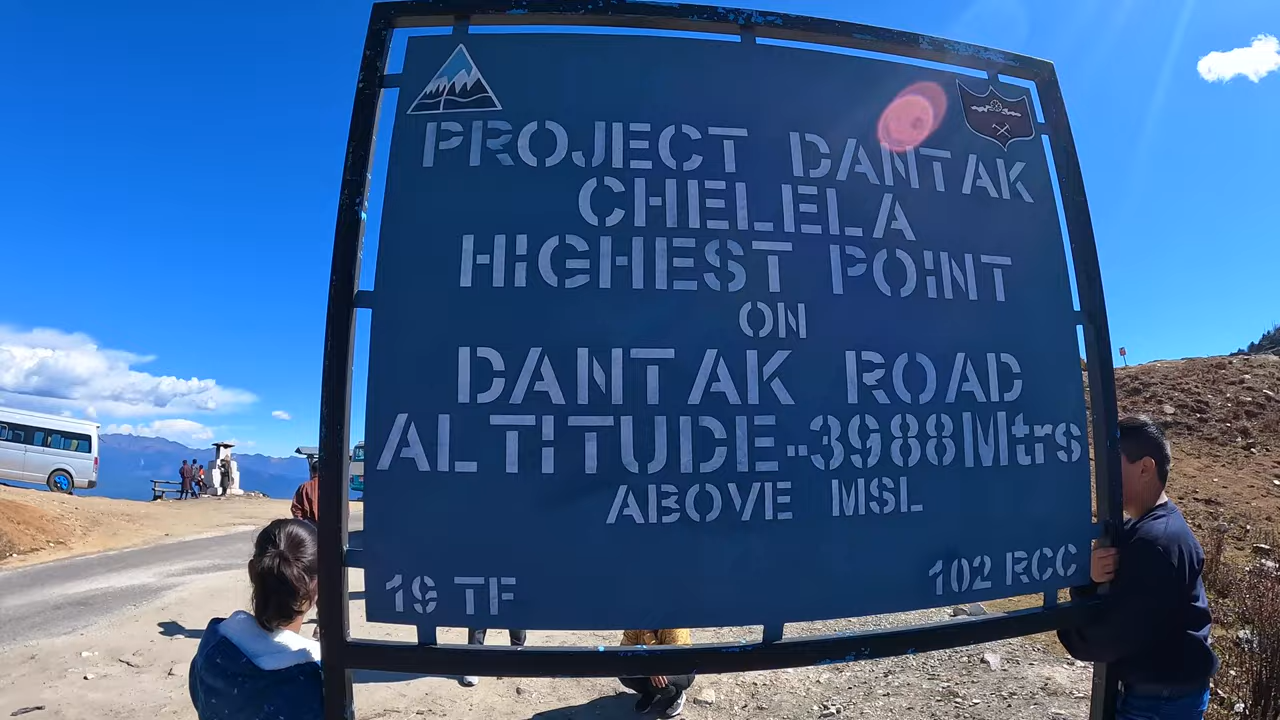 PROJECT DANTAK
CHELELA
HIGHEST POINT
ON
DANTAK ROAD
ALTITUDE-3988Mtrs
ABOVE MSL
19 TF
102 RCC